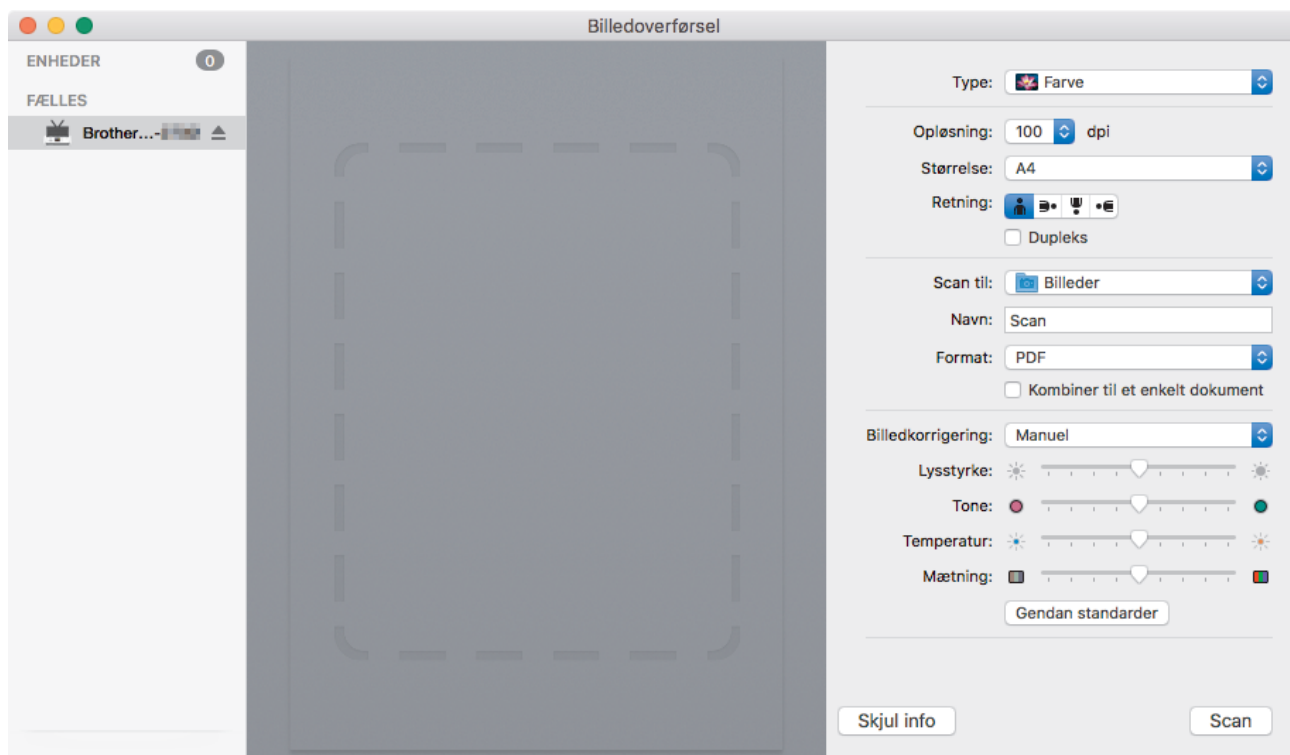 Billedoverførsel
ENHEDER 0
FÆLLES
Brother...-
Type: Farve
Opløsning: 100 dpi
Størrelse: A4
Retning:
Dupleks
Scan til: Billeder
Navn: Scan
Format: PDF
Kombiner til et enkelt dokument
Billedkorrigering: Manuel
Lysstyrke:
Tone:
Temperatur:
Mætning:
Gendan standarder
Skjul info Scan